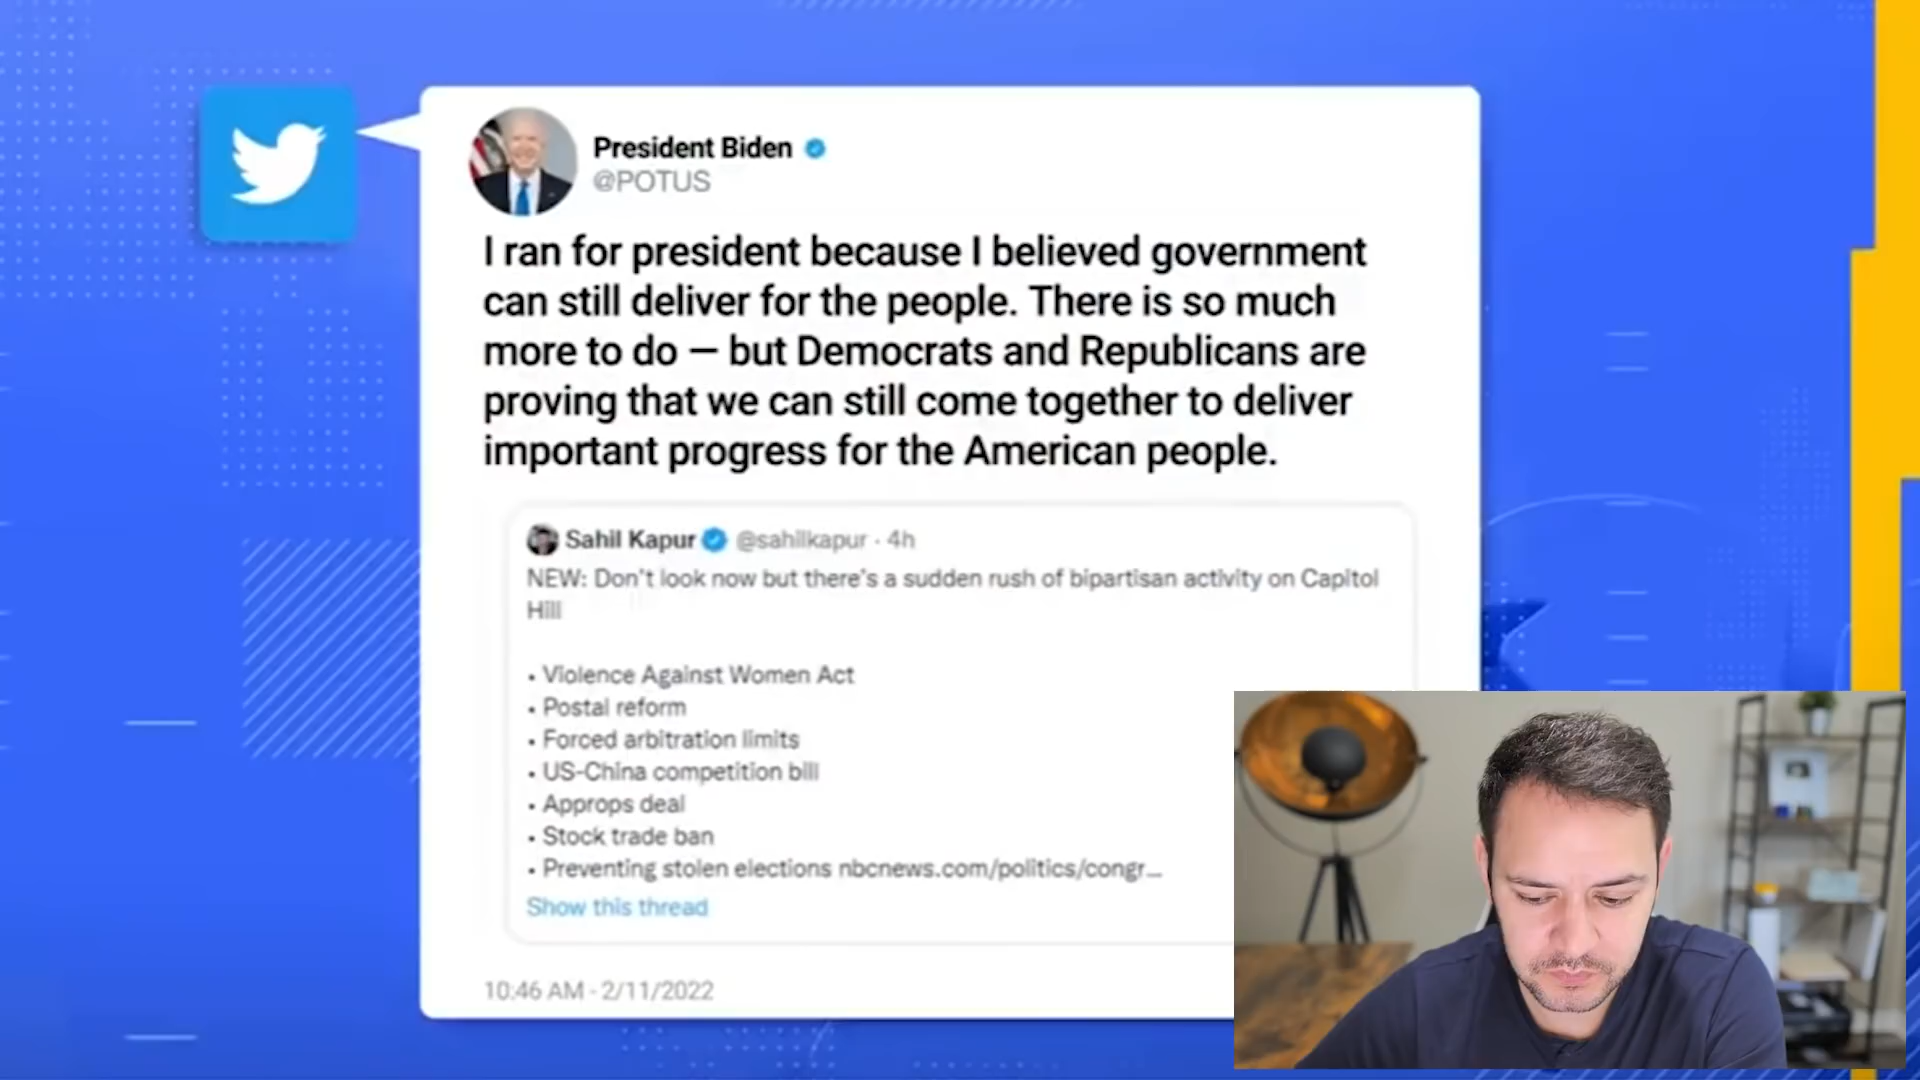 President Biden
@POTUS
I ran for president because I believed government
can still deliver for the people. There is so much
more to do — but Democrats and Republicans are
proving that we can still come together to deliver
important progress for the American people.
Sahil Kapur @sahilkapur · 4h
NEW: Don't look now but there's a sudden rush of bipartisan activity on Capitol
Hill
• Violence Against Women Act
• Postal reform
• Forced arbitration limits
• US-China competition bill
• Approps deal
• Stock trade ban
• Preventing stolen elections nbcnews.com/politics/congr...
Show this thread
10:46 AM - 2/11/2022